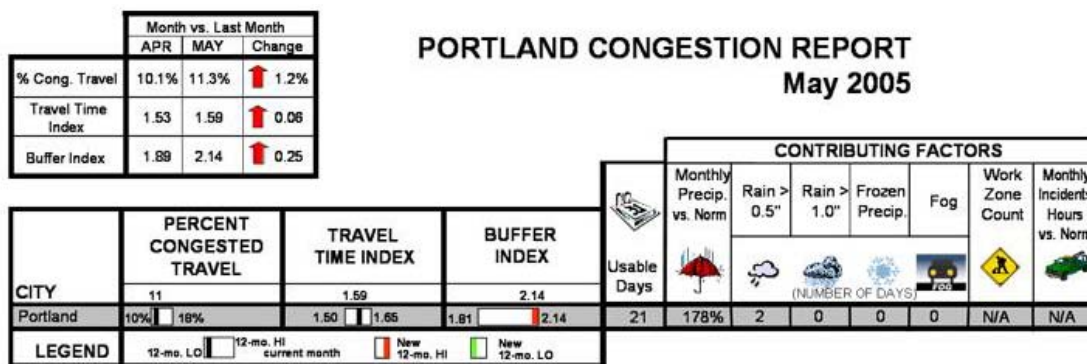 Month vs. Last Month
APR MAY Change
% Cong. Travel 10.1% 11.3% 1.2%
Travel Time
Index
1.53 1.59 0.06
Buffer Index 1.89 2.14 0.25
PORTLAND CONGESTION REPORT
May 2005
CONTRIBUTING FACTORS
Usable
Days
Monthly
Precip.
vs. Norm
Rain >
0.5"
Rain >
1.0"
Frozen
Precip.
Fog
Work
Zone
Count
Monthly
Incidents
Hours
vs. Norm
FOG
(NUMBER OF DAYS)
CITY
PERCENT
CONGESTED
TRAVEL
TRAVEL
TIME INDEX
BUFFER
INDEX
11 1.59 2.14
Portland 10% 18% 1.50 1.65 1.81 2.14 21 178% 2 0 0 0 N/A N/A
LEGEND
12-mo. LO
12-mo. HI
current month
New
12-mo. HI
New
12-mo. LO